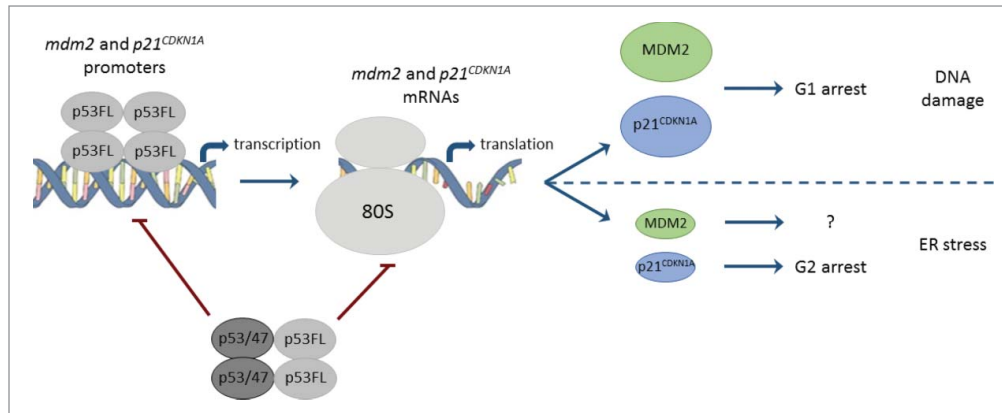 mdm2 and p21CDKN1A
promoters
p53FL p53FL
p53FL p53FL
transcription
mdm2 and p21CDKN1A
mRNAs
80S
translation
MDM2
p21CDKN1A
G1 arrest
DNA
damage
MDM2
?
p21CDKN1A
G2 arrest
ER stress
p53/47 p53FL
p53/47 p53FL